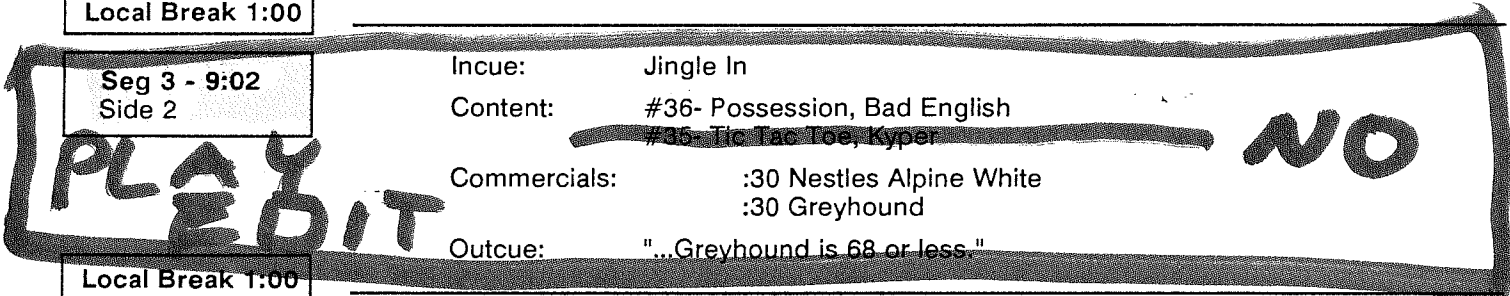 Local Break 1:00
Seg 3 - 9:02
Side 2
PLAY
EDIT
Incue: Jingle In
Content: #36- Possession, Bad English
#35- Tic Tac Toe, Kyper
NO
Commercials: :30 Nestles Alpine White
:30 Greyhound
Outcue: "...Greyhound is 68 or less."
Local Break 1:00